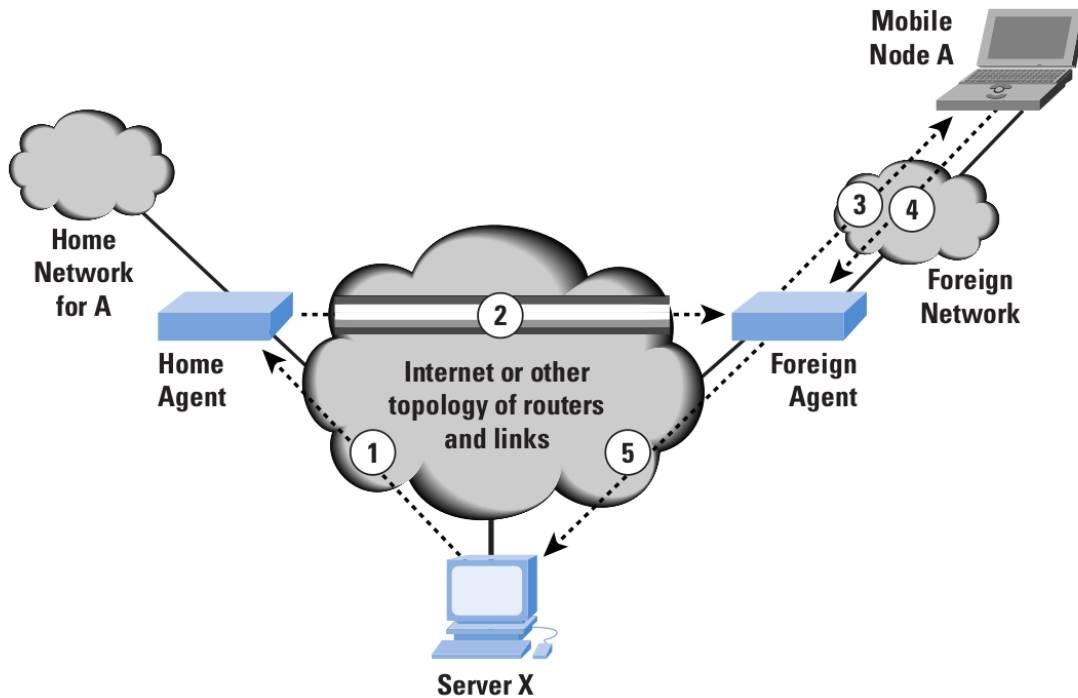 Mobile
Node A
3
4
Home
Network
for A
Foreign
Network
2
Home
Agent
Foreign
Agent
Internet or other
topology of routers
and links
1
5
Server X